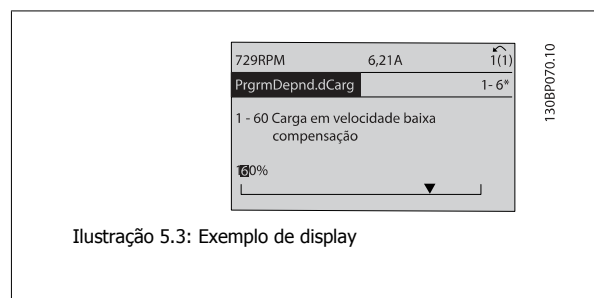 729RPM 6,21A 1(1)
PrgrmDepnd.dCarg 1- 6*
1 - 60 Carga em velocidade baixa
compensação
160%
130BP070.10
Ilustração 5.3: Exemplo de display